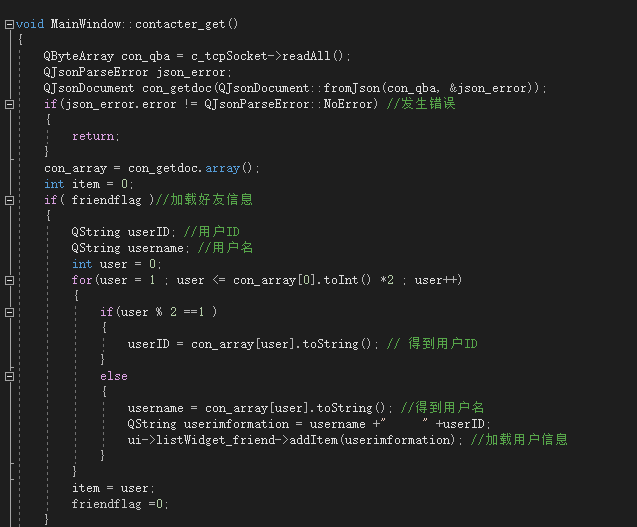 void MainWindow::contacter_get()
{
QByteArray con_qba = c_tcpSocket->readAll();
QJsonParseError json_error;
QJsonDocument con_getdoc(QJsonDocument::fromJson(con_qba, &json_error));
if(json_error.error != QJsonParseError::NoError) //发生错误
{
return;
}
con_array = con_getdoc.array();
int item = 0;
if( friendflag )//加载好友信息
{
QString userID; //用户ID
QString username; //用户名
int user = 0;
for(user = 1 ; user <= con_array[0].toInt() *2 ; user++)
{
if(user % 2 ==1 )
{
userID = con_array[user].toString(); // 得到用户ID
}
else
{
username = con_array[user].toString(); //得到用户名
QString userimformation = username +"     " +userID;
ui->listWidget_friend->addItem(userimformation); //加载用户信息
}
}
item = user;
friendflag =0;
}